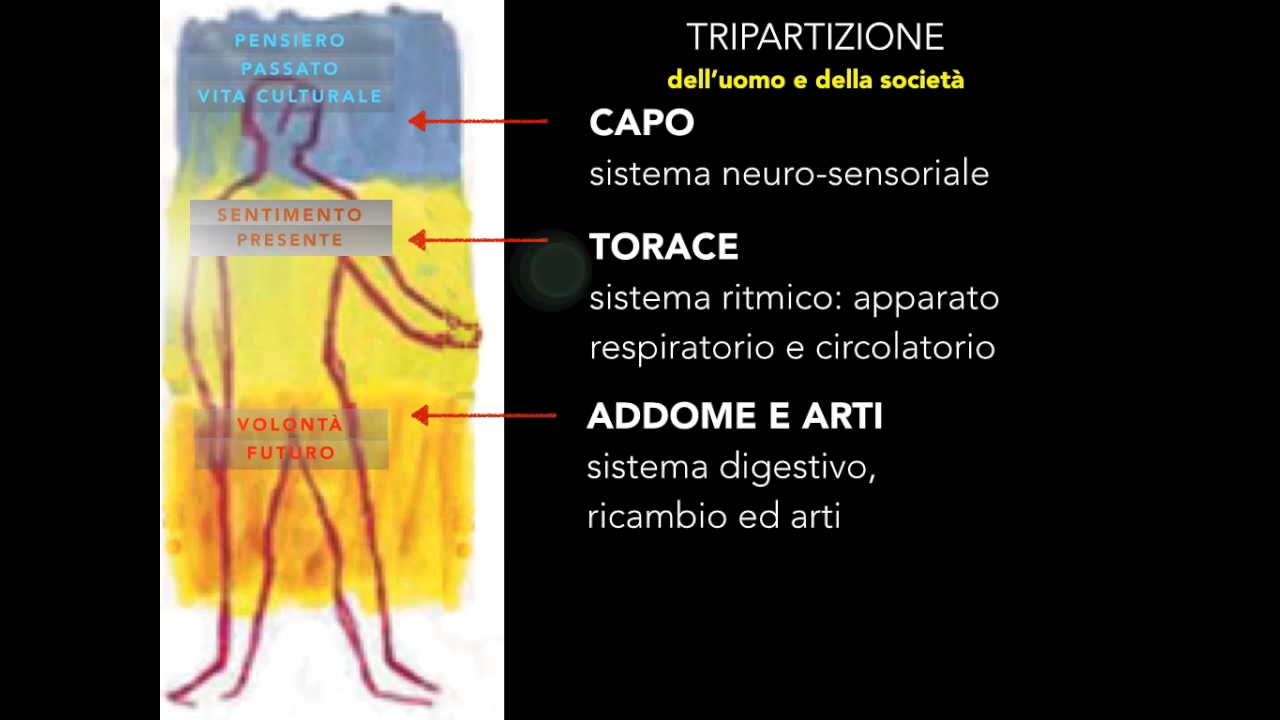 PENSIERO
PASSATO
VITA CULTURALE
SENTIMENTO
PRESENTE
VOLONTÀ
FUTURO
TRIPARTIZIONE
dell'uomo e della società
CAPO
sistema neuro-sensoriale
TORACE
sistema ritmico: apparato
respiratorio e circolatorio
ADDOME E ARTI
sistema digestivo,
ricambio ed arti